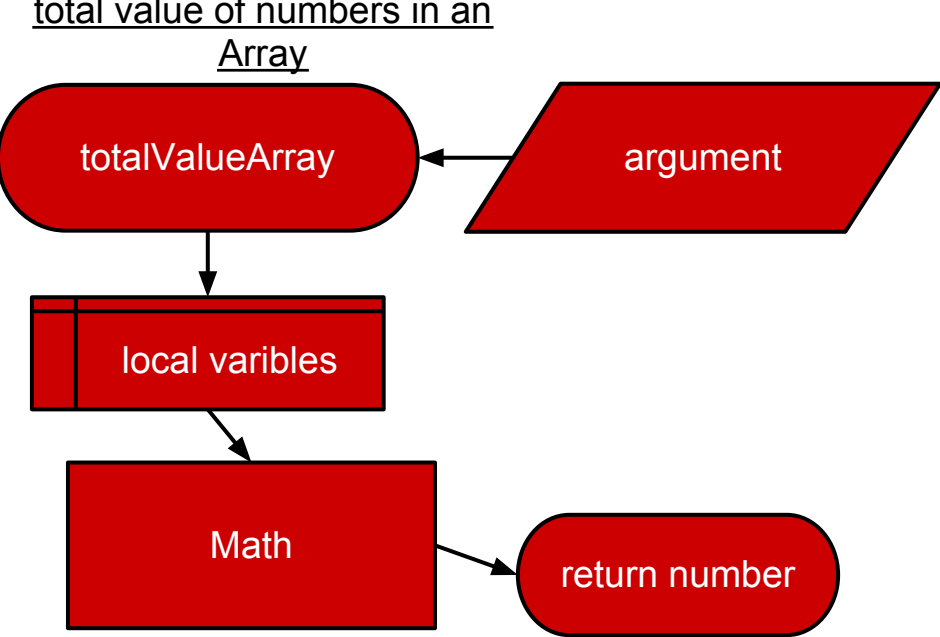 total value of numbers in an
Array
totalValueArray
argument
local varibles
Math
return number